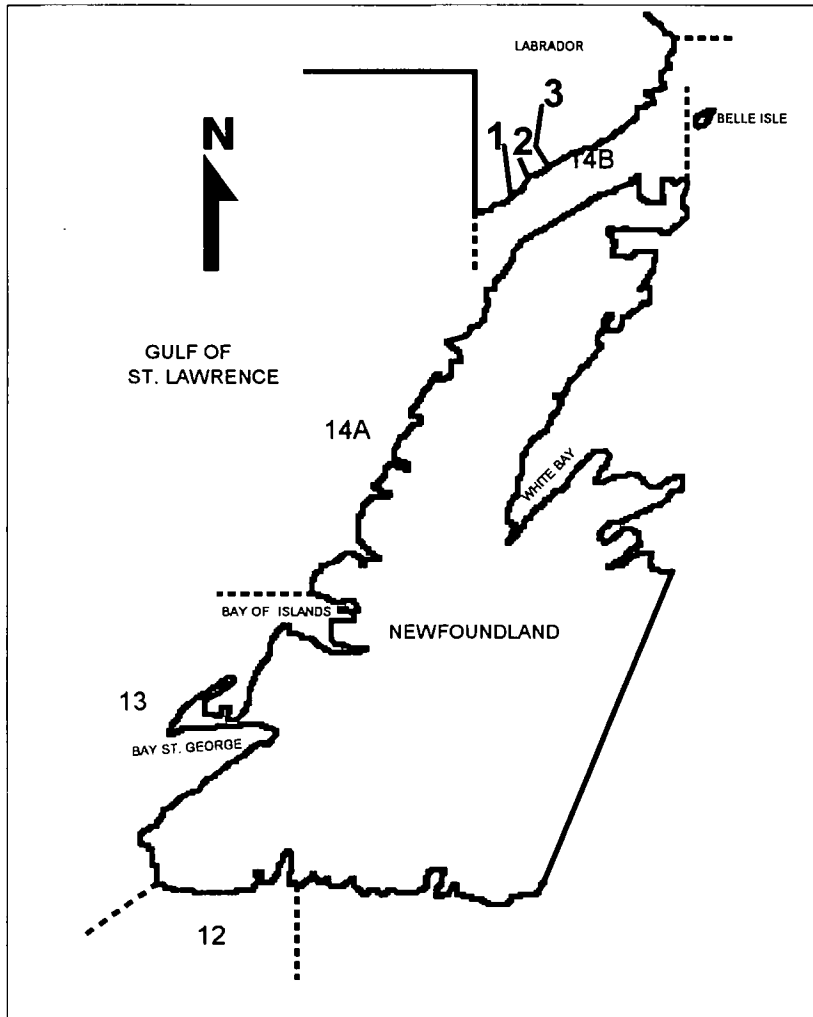 LABRADOR
3
N
1
2
BELLE ISLE
14B
GULF OF
ST. LAWRENCE
14A
WHITE BAY
BAY OF ISLANDS
NEWFOUNDLAND
13
BAY ST. GEORGE
12